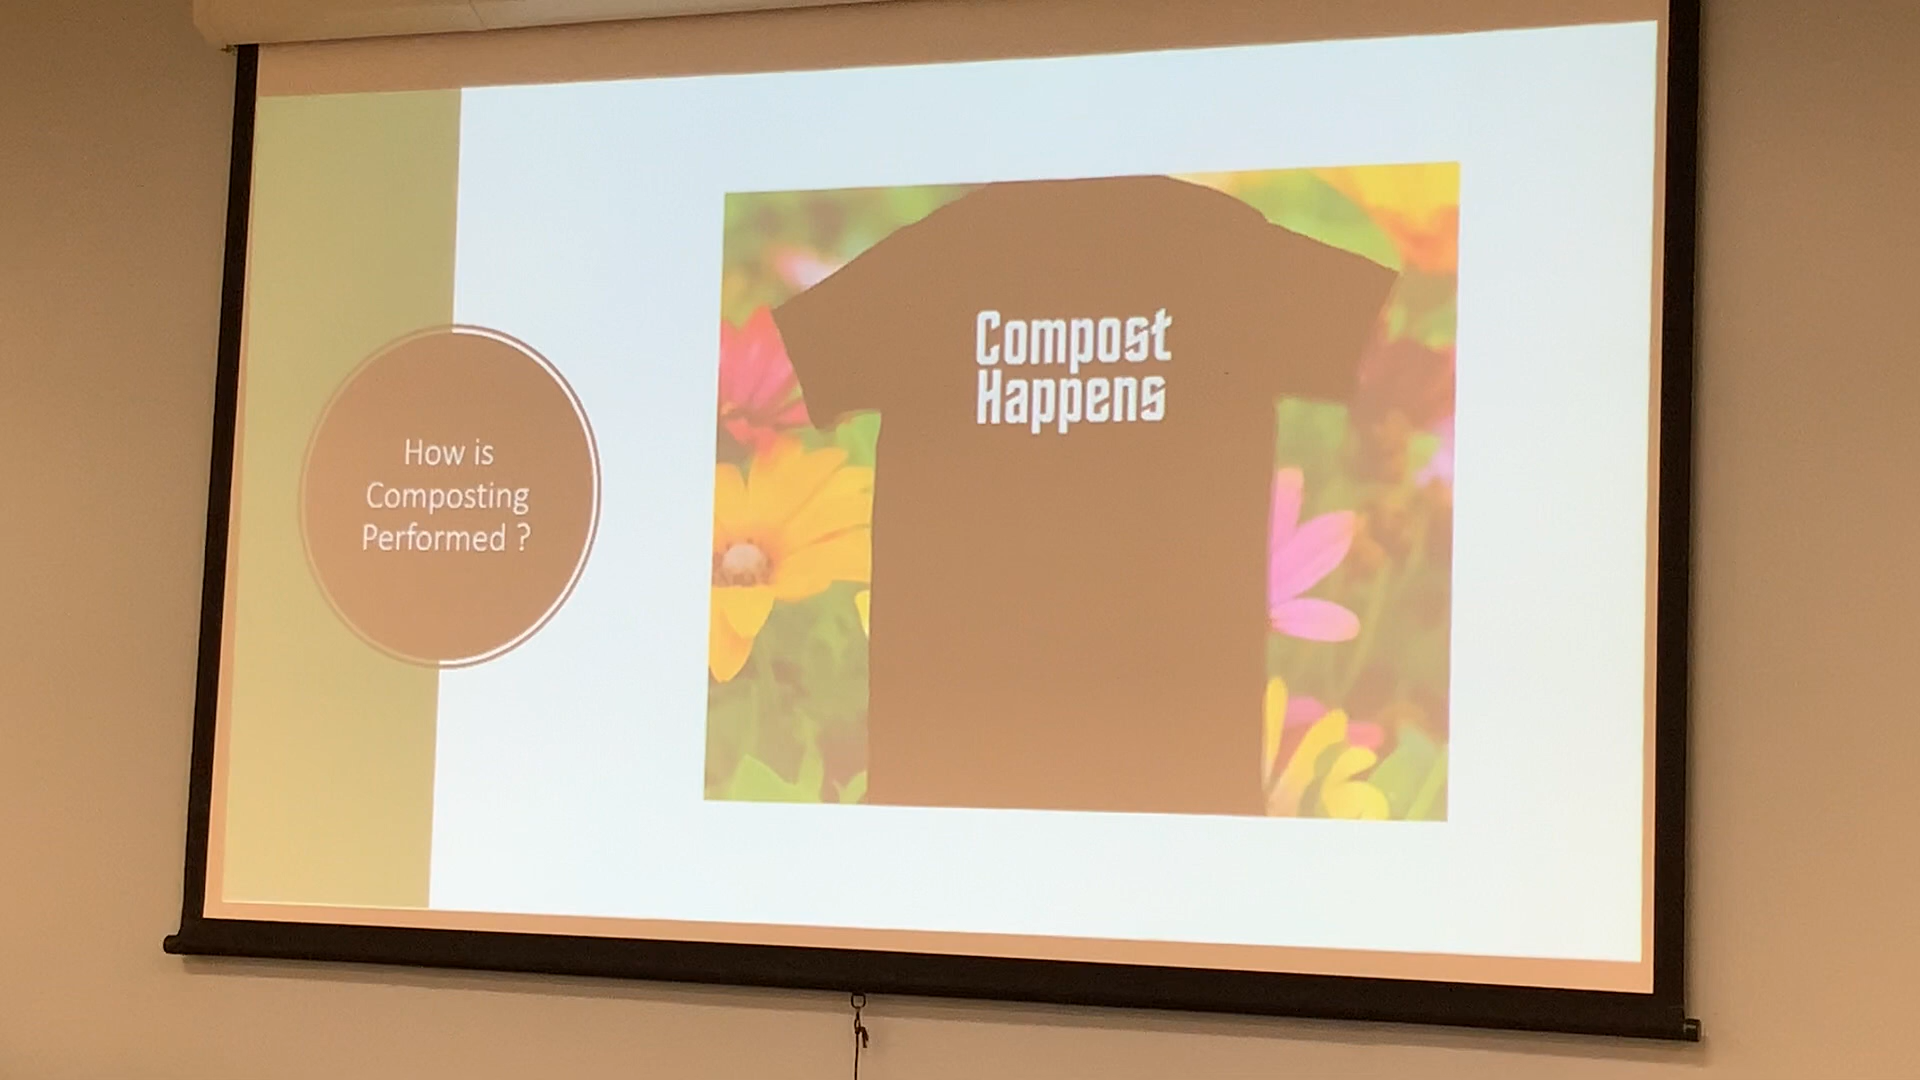 How is
Composting
Performed ?
Compost
Happens